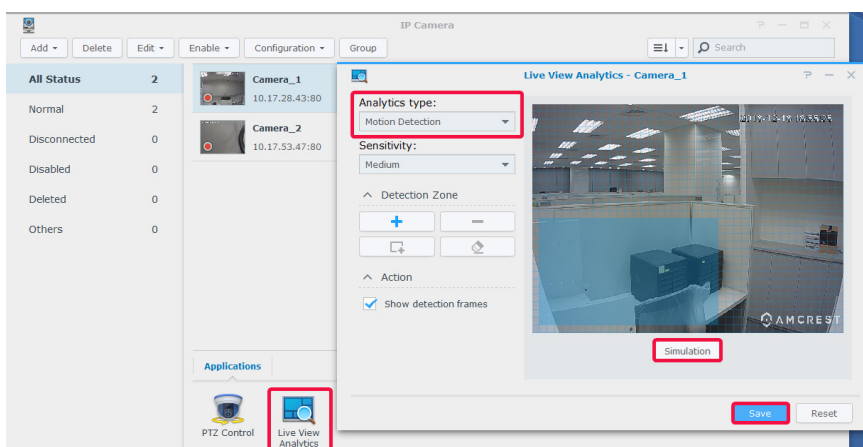 IP Camera
Add Delete Edit Enable Configuration Group Search
All Status 2
Normal 2
Disconnected 0
Disabled 0
Deleted 0
Others 0
Camera_1
10.17.28.43:80
Camera_2
10.17.53.47:80
Applications
PTZ Control
Live View
Analytics
Live View Analytics - Camera_1
Analytics type:
Motion Detection
Sensitivity:
Medium
Detection Zone
Action
Show detection frames
AMCREST
Simulation
Save Reset